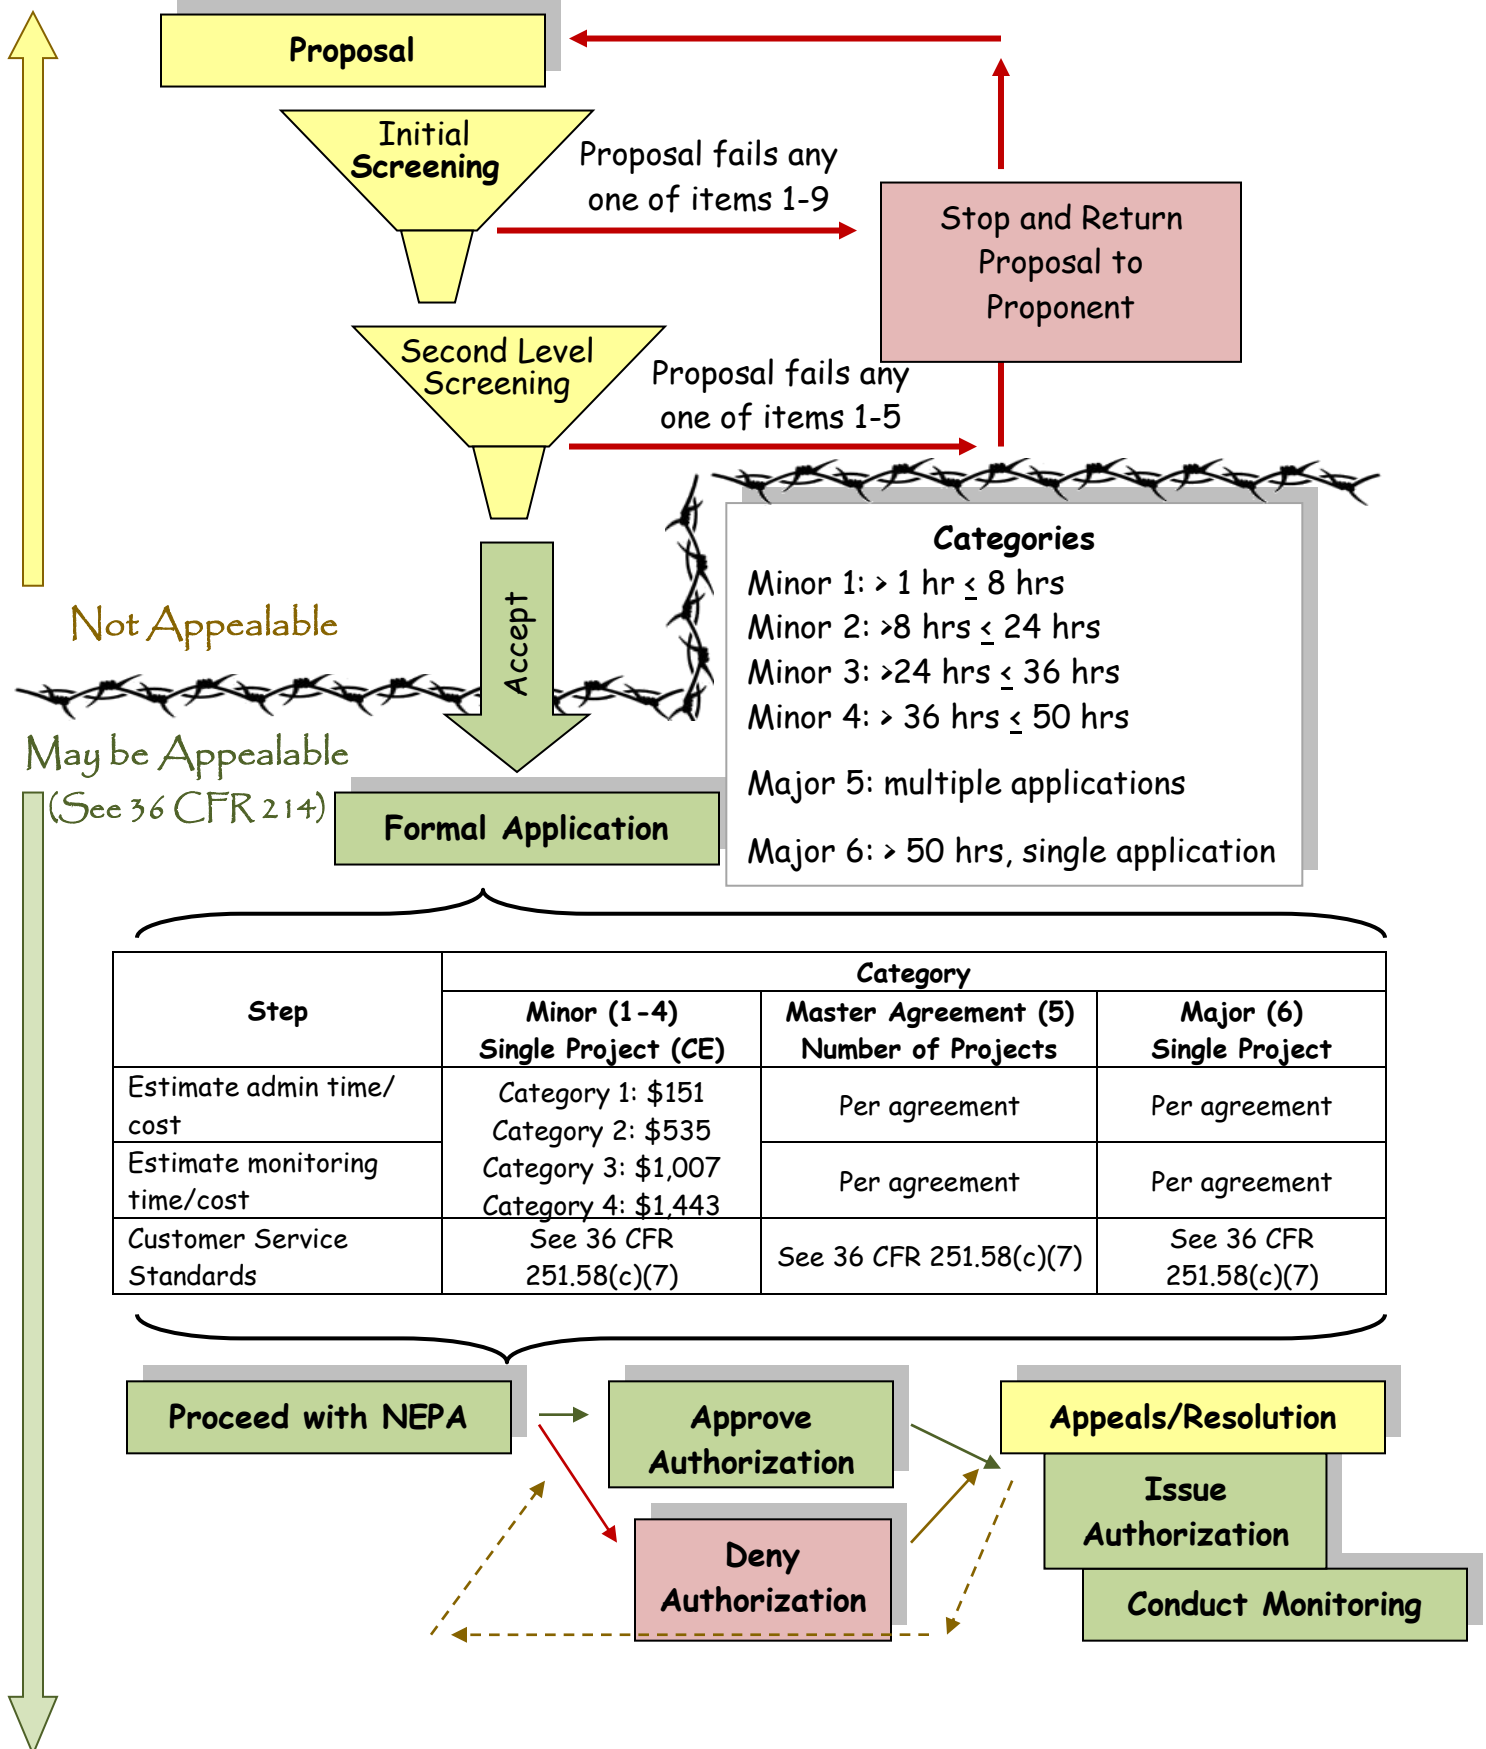 Proposal
Initial
Screening
Proposal fails any
one of items 1-9
Stop and Return
Proposal to
Proponent
Second Level
Screening
Proposal fails any
one of items 1-5
Accept
Not Appealable
May be Appealable
(See 36 CFR 214)
Categories
Minor 1: > 1 hr < 8 hrs
Minor 2: >8 hrs < 24 hrs
Minor 3: >24 hrs < 36 hrs
Minor 4: > 36 hrs < 50 hrs
Major 5: multiple applications
Major 6: > 50 hrs, single application
Formal Application
Step
Category
Minor (1-4)
Single Project (CE)
Master Agreement (5)
Number of Projects
Major (6)
Single Project
Estimate admin time/
cost
Category 1: $151
Category 2: $535
Category 3: $1,007
Category 4: $1,443
Per agreement
Per agreement
Estimate monitoring
time/cost
Per agreement
Per agreement
Customer Service
Standards
See 36 CFR
251.58(c)(7)
See 36 CFR 251.58(c)(7)
See 36 CFR
251.58(c)(7)
Proceed with NEPA
Approve
Authorization
Appeals/Resolution
Issue
Authorization
Deny
Authorization
Conduct Monitoring